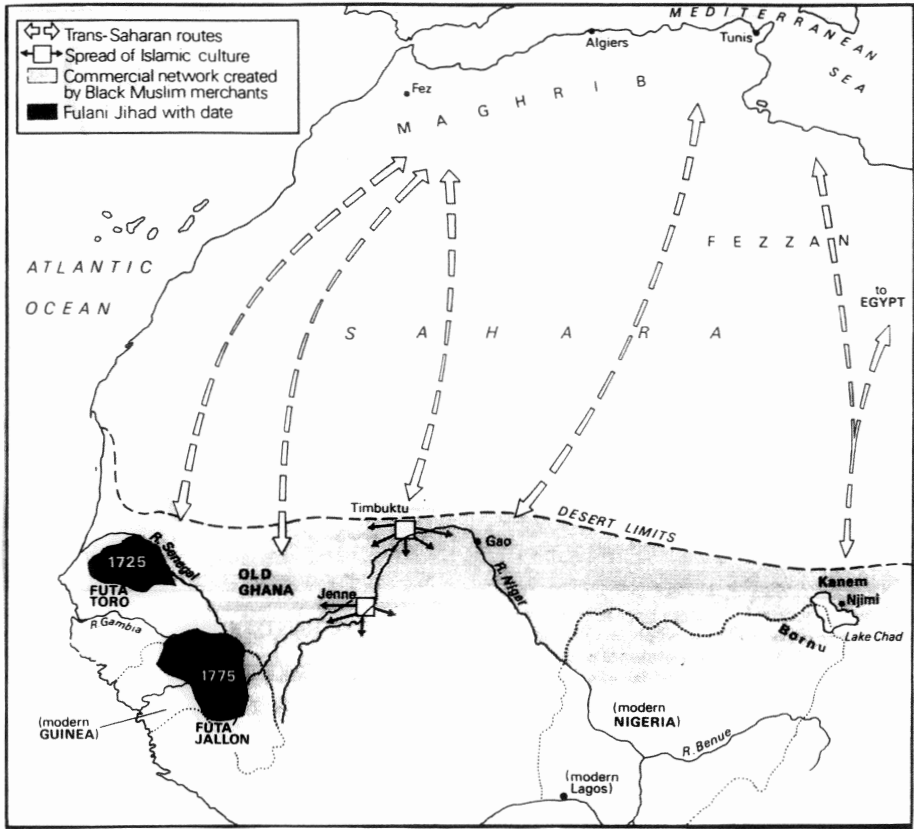 Trans-Saharan routes
Spread of Islamic culture
Commercial network created
by Black Muslim merchants
Fulani Jihad with date
MEDITERRANEAN
SEA
Algiers
Tunis
Fez
MAGHRIB
FEZZAN
ATLANTIC
OCEAN
to
EGYPT
SAHARA
Timbuktu
DESERT LIMITS
Gao
R. Senegal
1725
FUTA
TORO
OLD
GHANA
Jenne
R. Niger
Kanem
Njimi
R Gambia
Bornu
Lake Chad
1775
(modern
GUINEA)
FUTA
JALLON
(modern
NIGERIA)
R. Benue
(modern
Lagos)